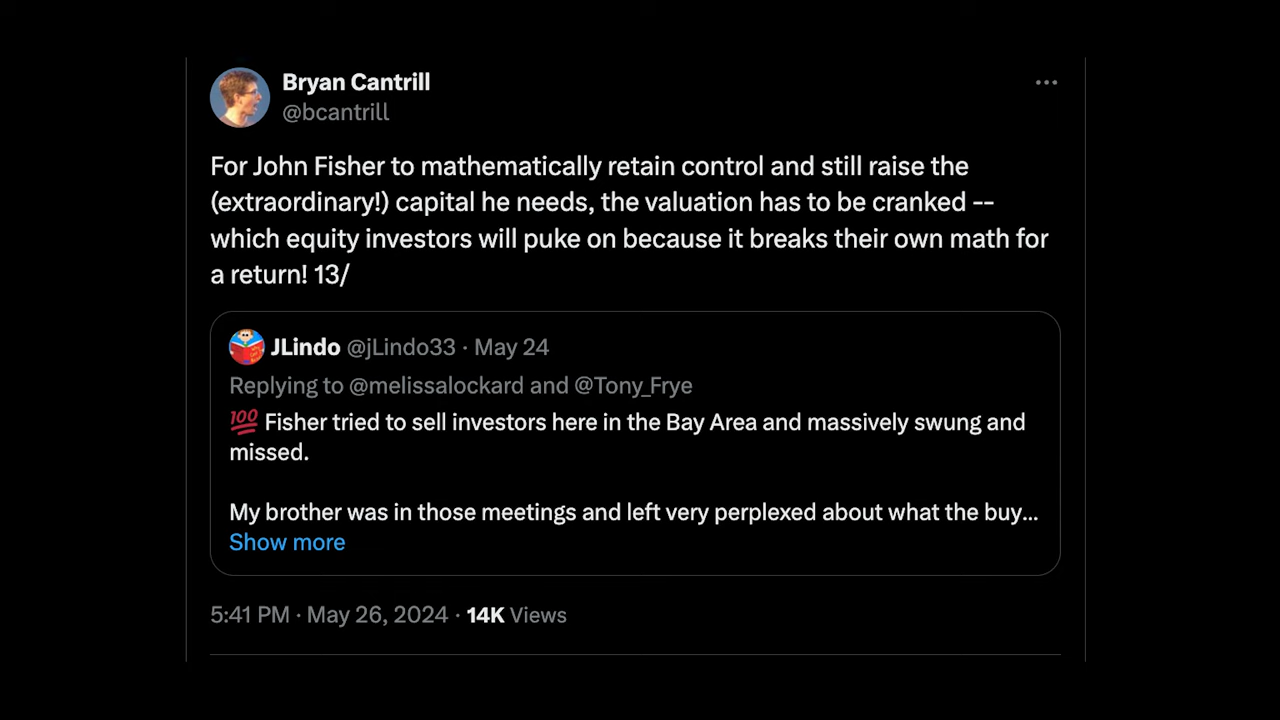 Bryan Cantrill
@bcantrill
For John Fisher to mathematically retain control and still raise the
(extraordinary!) capital he needs, the valuation has to be cranked --
which equity investors will puke on because it breaks their own math for
a return! 13/
JLindo @jLindo33 · May 24
Replying to @melissalockard and @Tony_Frye
💯 Fisher tried to sell investors here in the Bay Area and massively swung and
missed.
My brother was in those meetings and left very perplexed about what the buy...
Show more
5:41 PM · May 26, 2024 · 14K Views